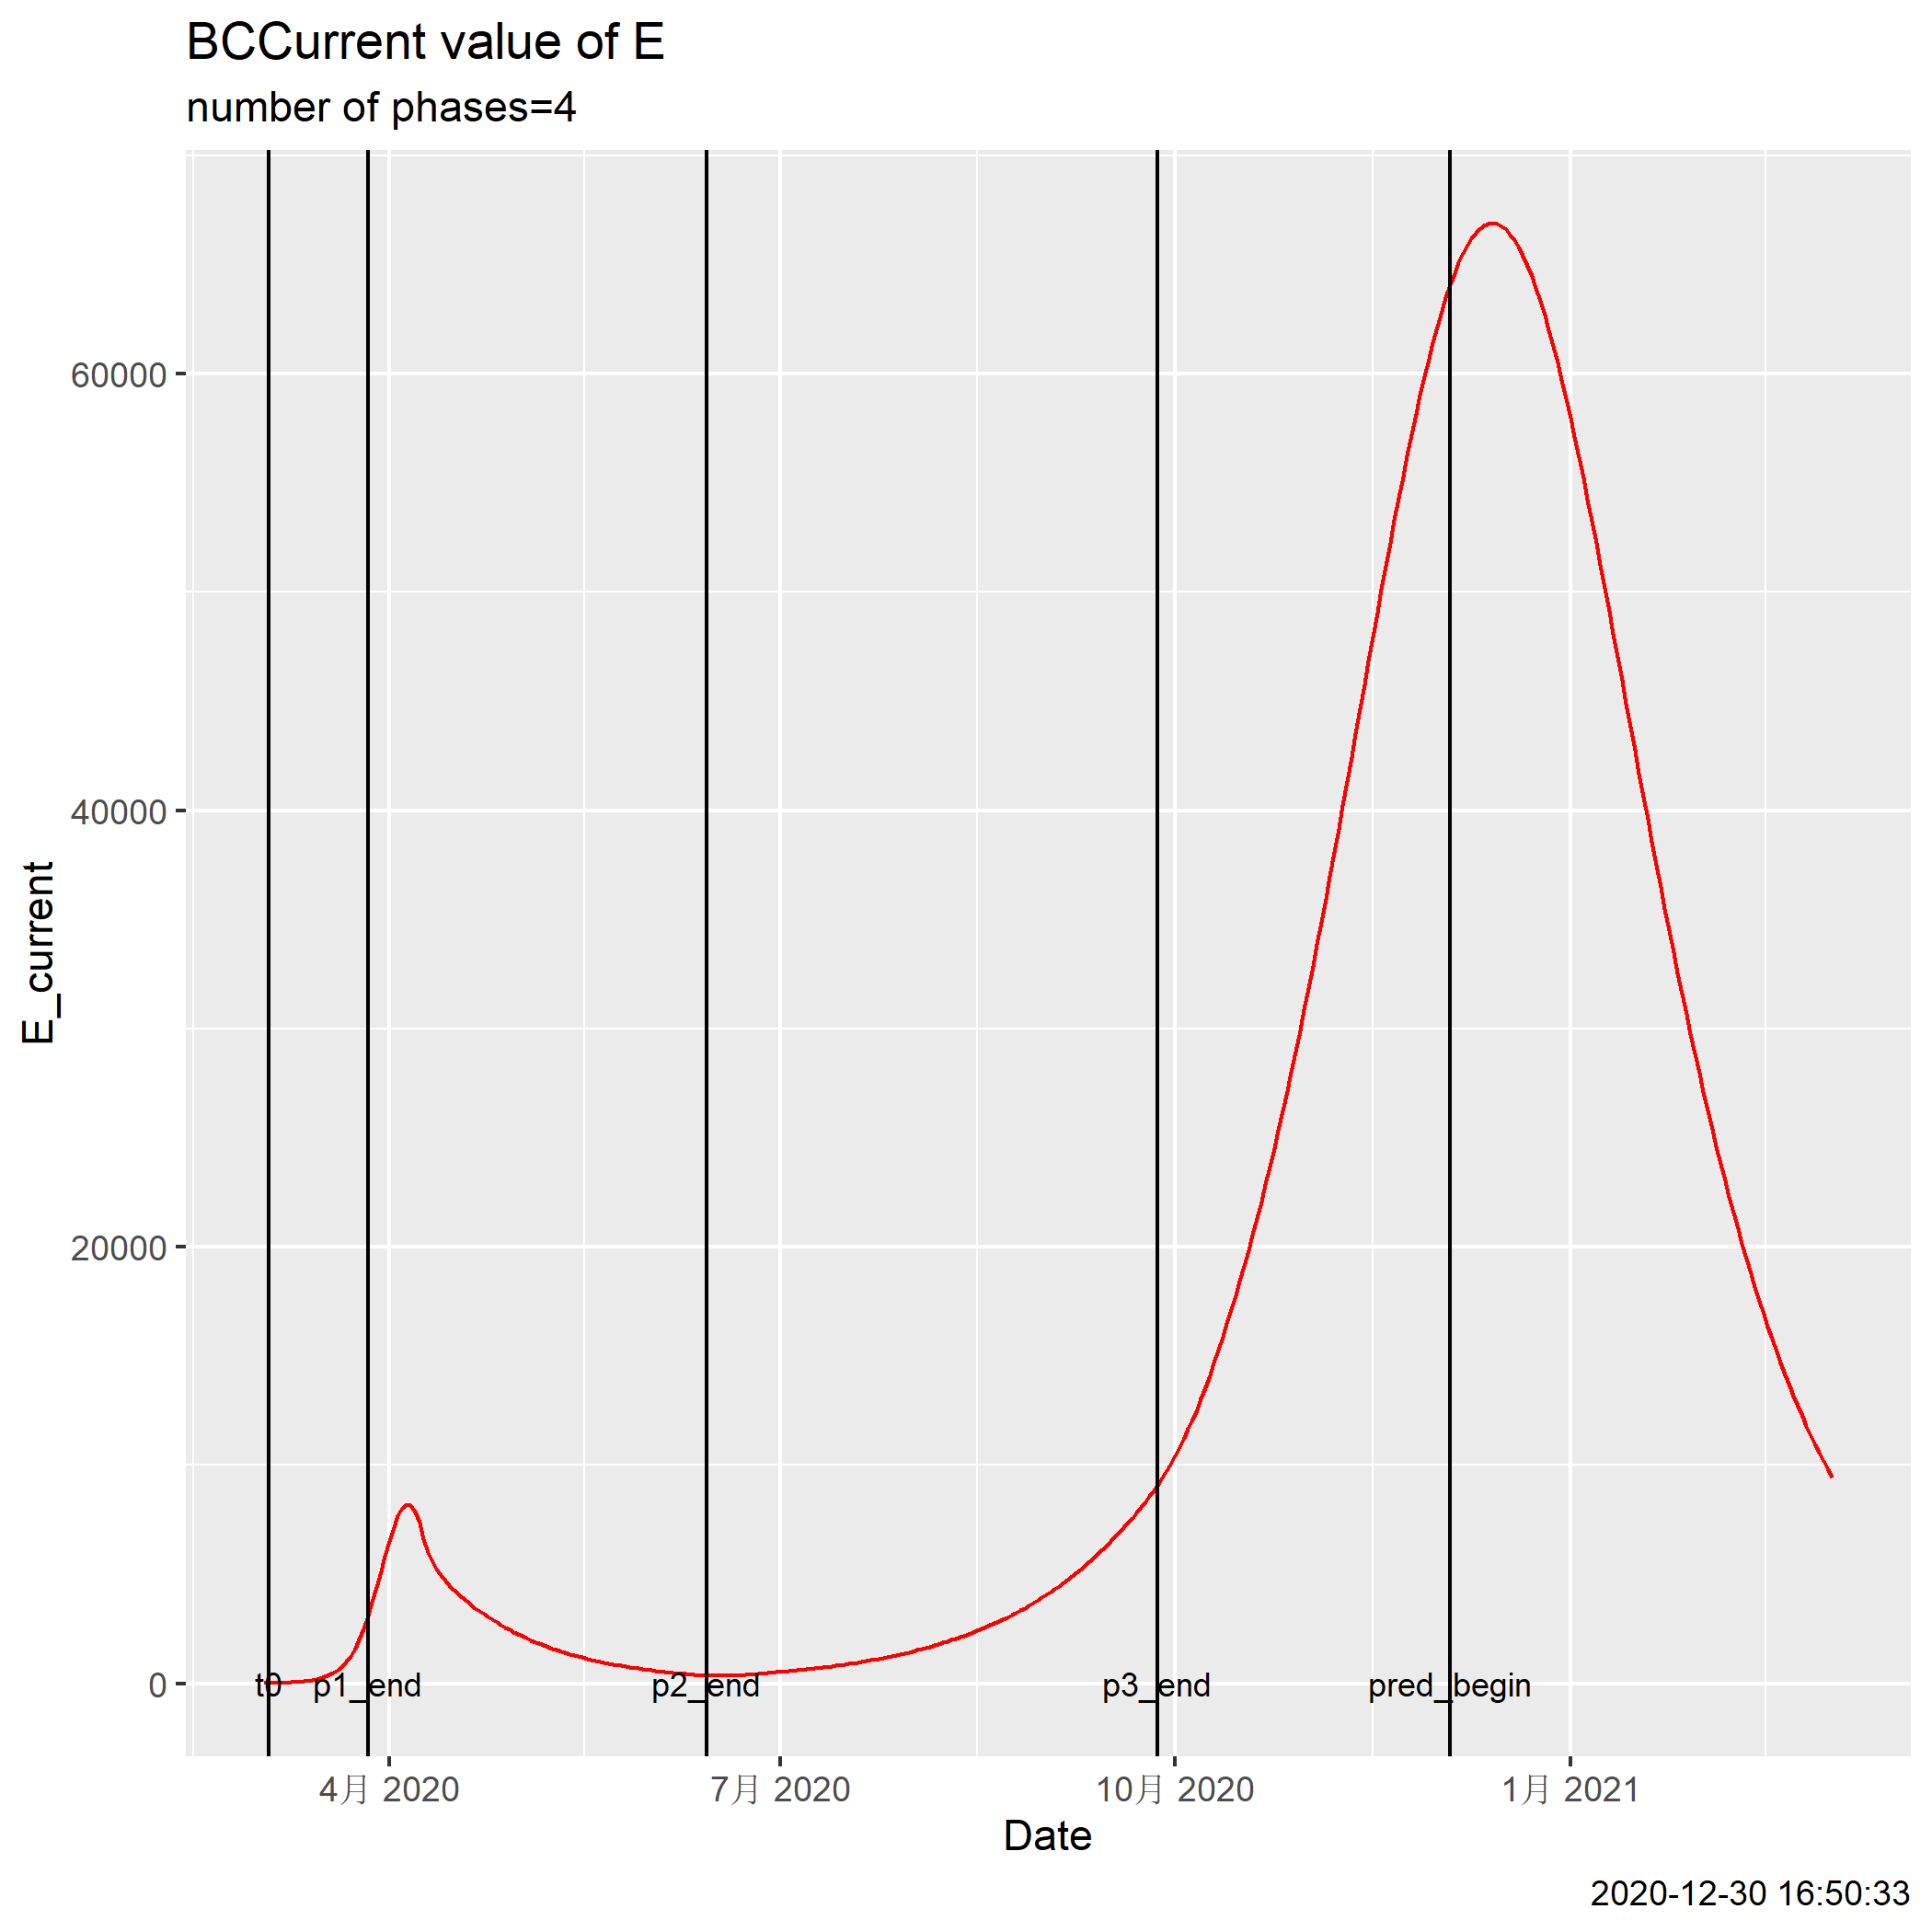 BCCurrent value of E
number of phases=4
E_current
60000
40000
20000
0
t0 p1_end p2_end p3_end pred_begin
4月 2020 7月 2020 10月 2020 1月 2021
Date
2020-12-30 16:50:33